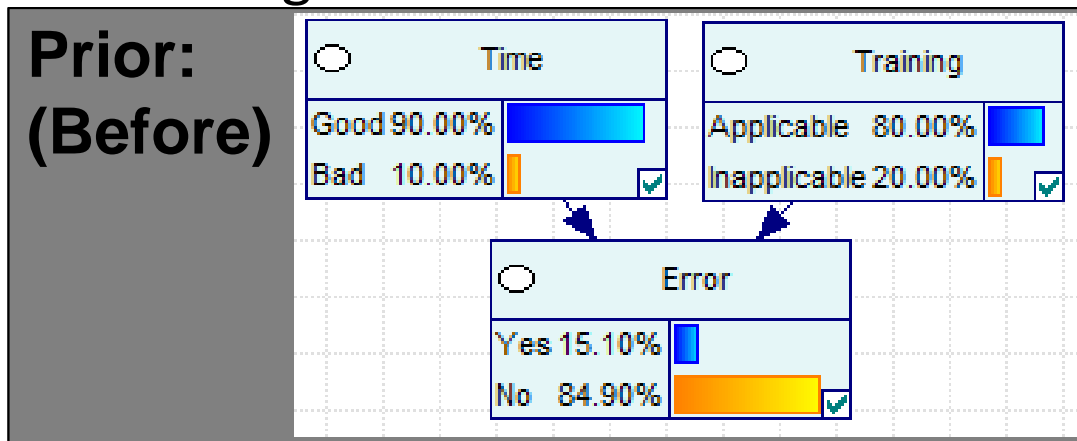 Prior:
(Before)
Time
Good 90.00%
Bad 10.00%
Training
Applicable 80.00%
Inapplicable 20.00%
Error
Yes 15.10%
No 84.90%